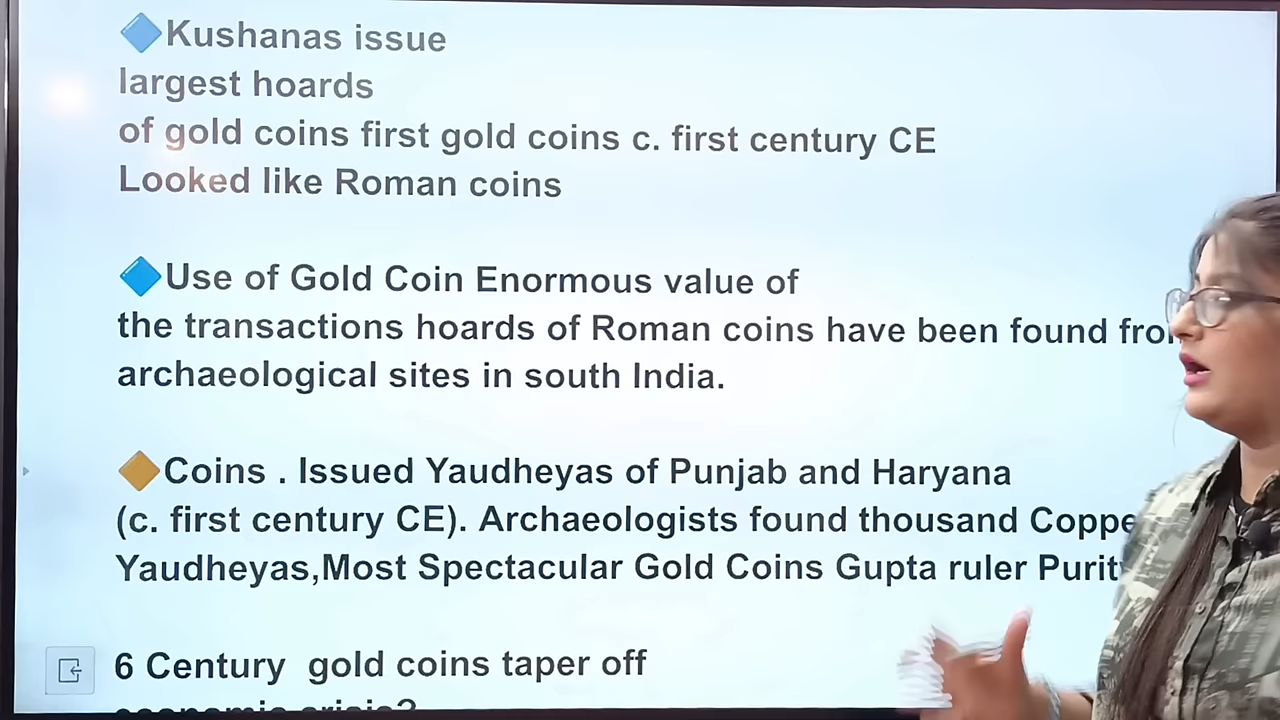 Kushanas issue
largest hoards
of gold coins first gold coins c. first century CE
Looked like Roman coins
Use of Gold Coin Enormous value of
the transactions hoards of Roman coins have been found
archaeological sites in south India.
Coins . Issued Yaudheyas of Punjab and Haryana
(c. first century CE). Archaeologists found thousand
Yaudheyas,Most Spectacular Gold Coins Gupta ruler
6 Century gold coins taper off
economic crisis?